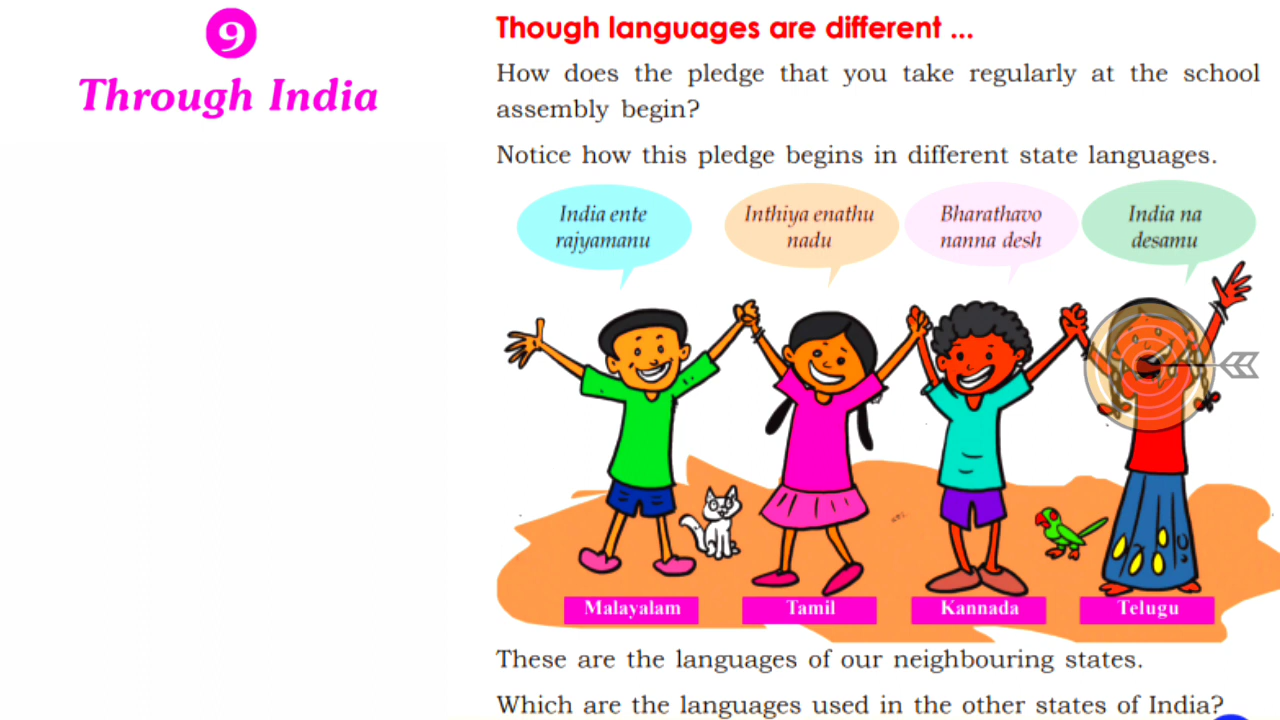 9
Through India
Though languages are different ...
How does the pledge that you take regularly at the school
assembly begin?
Notice how this pledge begins in different state languages.
India ente
rajyamanu
Inthiya enathu
nadu
Bharathavo
nanna desh
India na
desamu
Malayalam
Tamil
Kannada
Telugu
These are the languages of our neighbouring states.
Which are the languages used in the other states of India?